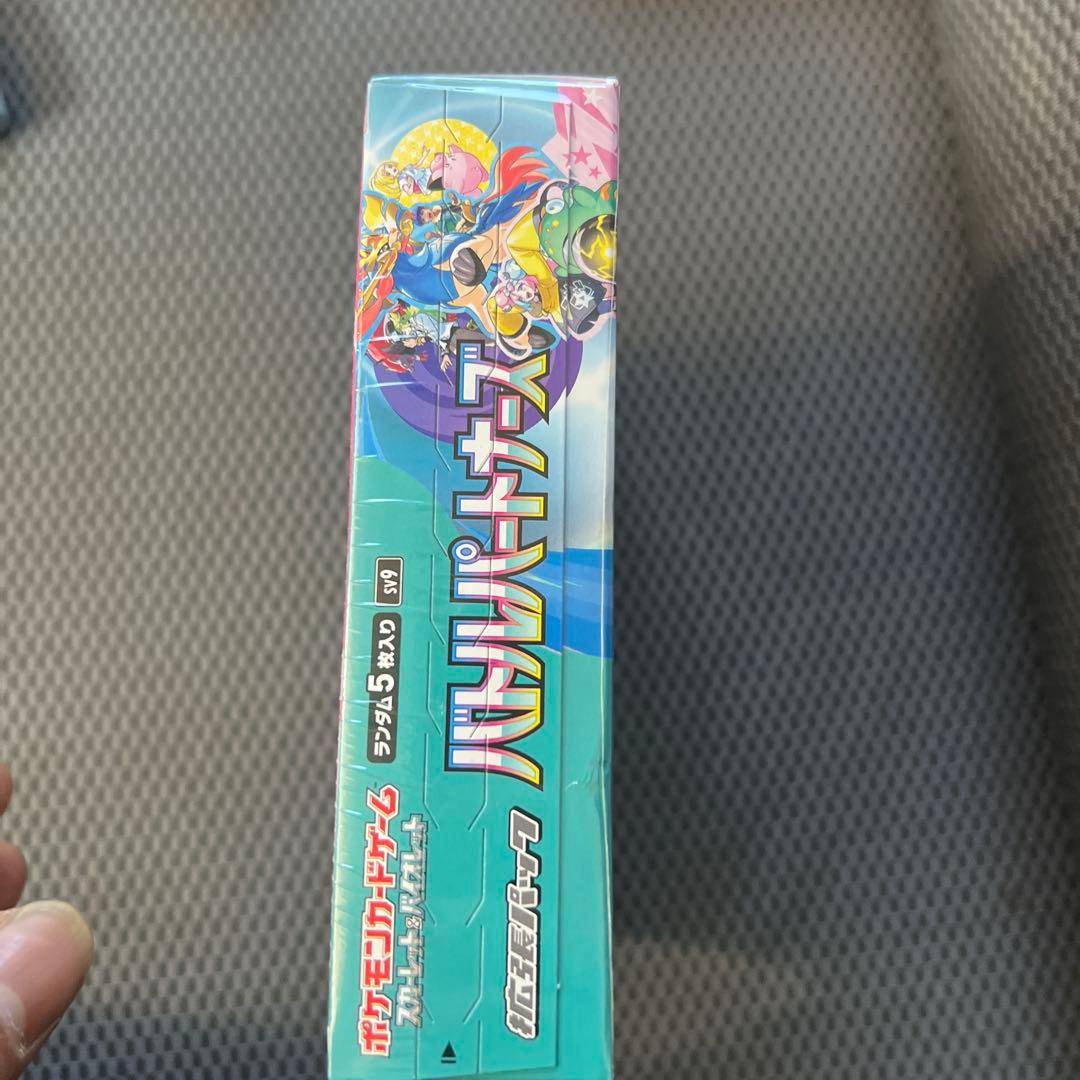 ポケモンカードゲーム
スカーレット&バイオレット
ランダム5枚入り
SV9
拡張パック
バトルパートナーズ